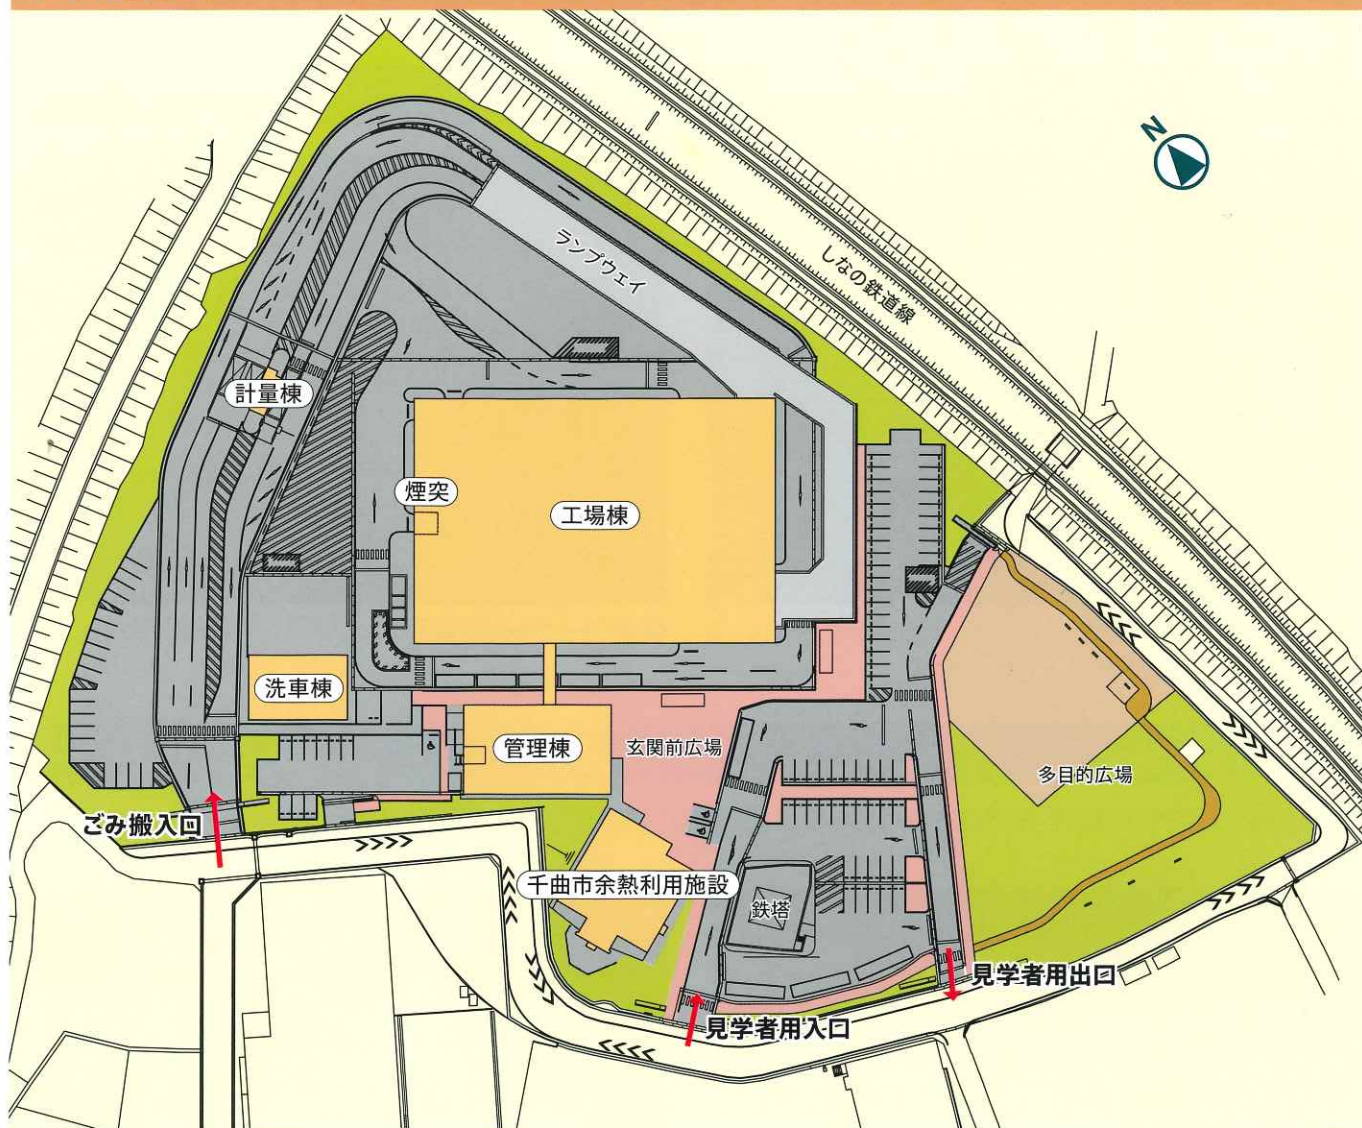 N
しなの鉄道線
ランプウェイ
計量棟
煙突
工場棟
洗車棟
管理棟
玄関前広場
多目的広場
ごみ搬入口
千曲市余熱利用施設
鉄塔
見学者用出口
見学者用入口